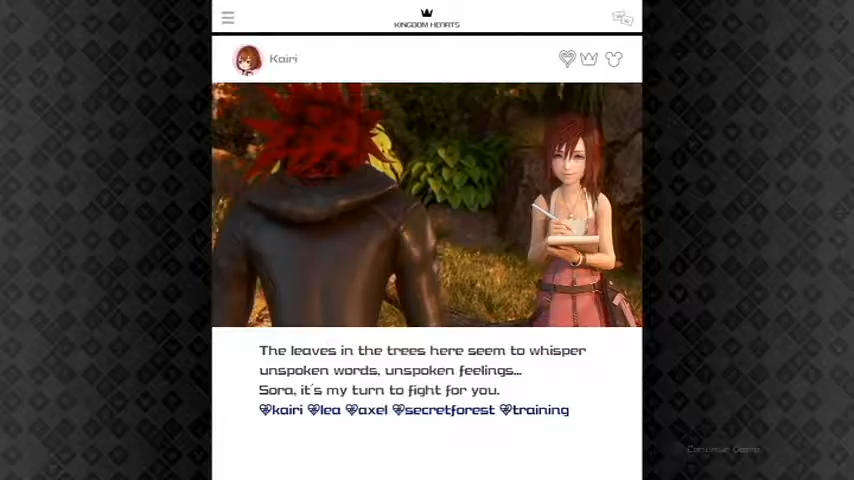 KINGDOM HEARTS
Kairi
The leaves in the trees here seem to whisper
unspoken words, unspoken feelings...
Sora, it's my turn to fight for you.
kairi lea axel secretforest training